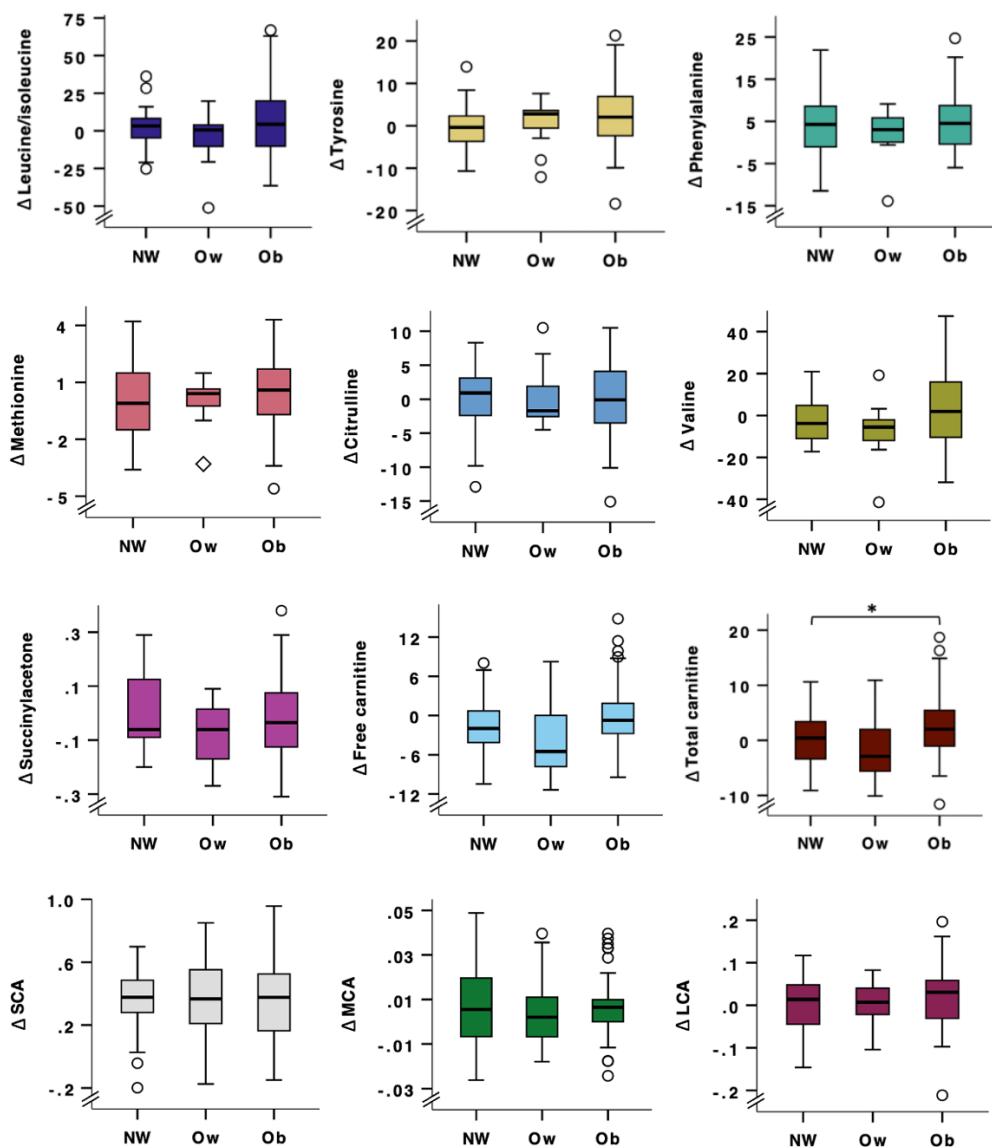 Δ Leucine/isoleucine
75
50
25
0
-25
-50
NW Ow Ob
Δ Tyrosine
20
10
0
-10
-20
NW Ow Ob
Δ Phenylalanine
25
15
5
-5
-15
NW Ow Ob
Δ Methionine
4
1
-2
-5
NW Ow Ob
Δ Citrulline
10
5
0
-5
-10
-15
NW Ow Ob
Δ Valine
40
20
0
-20
-40
NW Ow Ob
Δ Succinylacetone
.3
.1
-.1
-.3
NW Ow Ob
Δ Free carnitine
12
6
0
-6
-12
NW Ow Ob
Δ Total carnitine
20
10
0
-10
*
NW Ow Ob
Δ SCA
1.0
.6
.2
-.2
NW Ow Ob
Δ MCA
.05
.03
.01
-.01
-.03
NW Ow Ob
Δ LCA
.2
.1
.0
-.1
-.2
NW Ow Ob